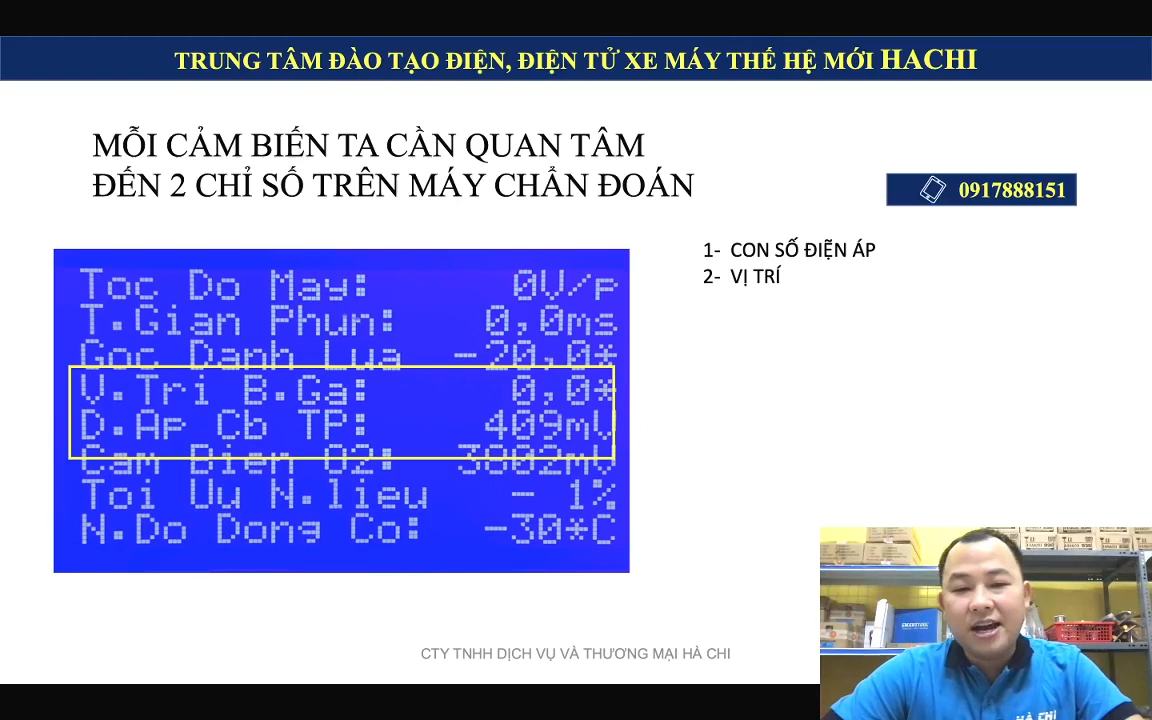 TRUNG TÂM ĐÀO TẠO ĐIỆN, ĐIỆN TỬ XE MÁY THẾ HỆ MỚI HACHI
MỖI CẢM BIẾN TA CẦN QUAN TÂM
ĐẾN 2 CHỈ SỐ TRÊN MÁY CHẨN ĐOÁN
0917888151
1- CON SỐ ĐIỆN ÁP
2- VỊ TRÍ
Toc Do May: 0V/p
T.Gian Phun: 0,0ms
Goc Danh Lua -20,0*
V.Tri B.Ga: 0,0*
D.Ap Cb TP: 409mV
Cam Bien O2: 3802mV
Toi Uu N.lieu - 1%
N.Do Dong Co: -30*C
CTY TNHH DỊCH VỤ VÀ THƯƠNG MẠI HÀ CHI
HÀ CHI